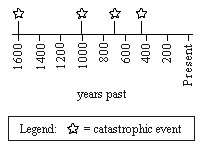 1600 1400 1200 1000 800 600 400 200 Present
years past
Legend: = catastrophic event